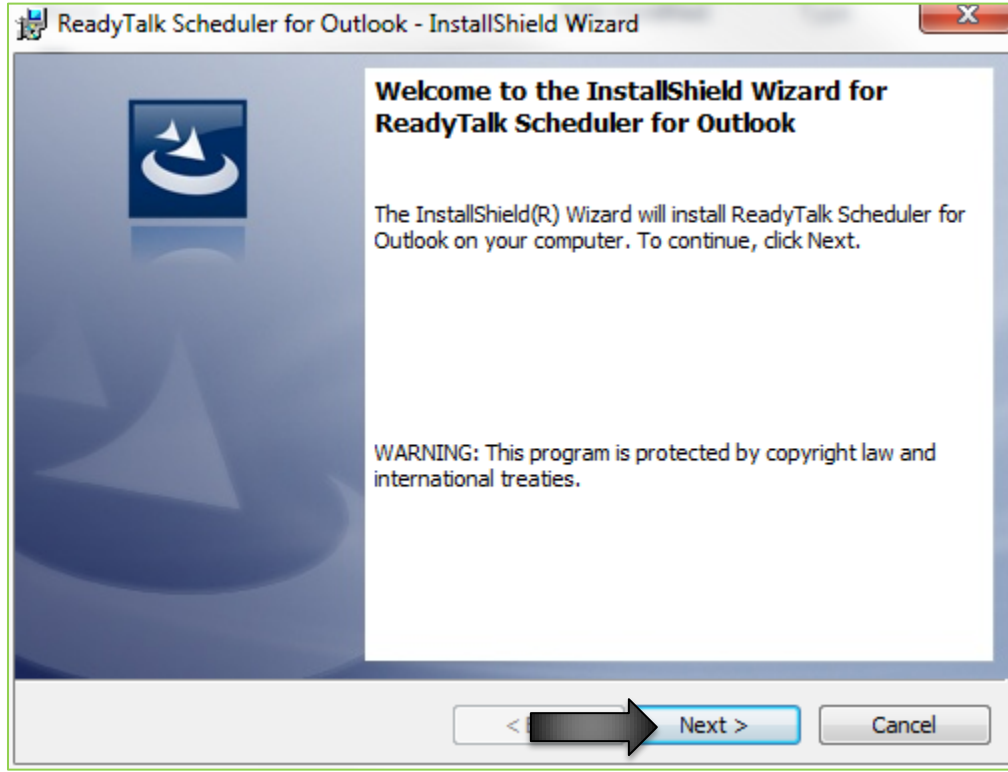 ReadyTalk Scheduler for Outlook - InstallShield Wizard
X
Welcome to the InstallShield Wizard for
ReadyTalk Scheduler for Outlook
The InstallShield(R) Wizard will install ReadyTalk Scheduler for
Outlook on your computer. To continue, click Next.
WARNING: This program is protected by copyright law and
international treaties.
< Next > Cancel